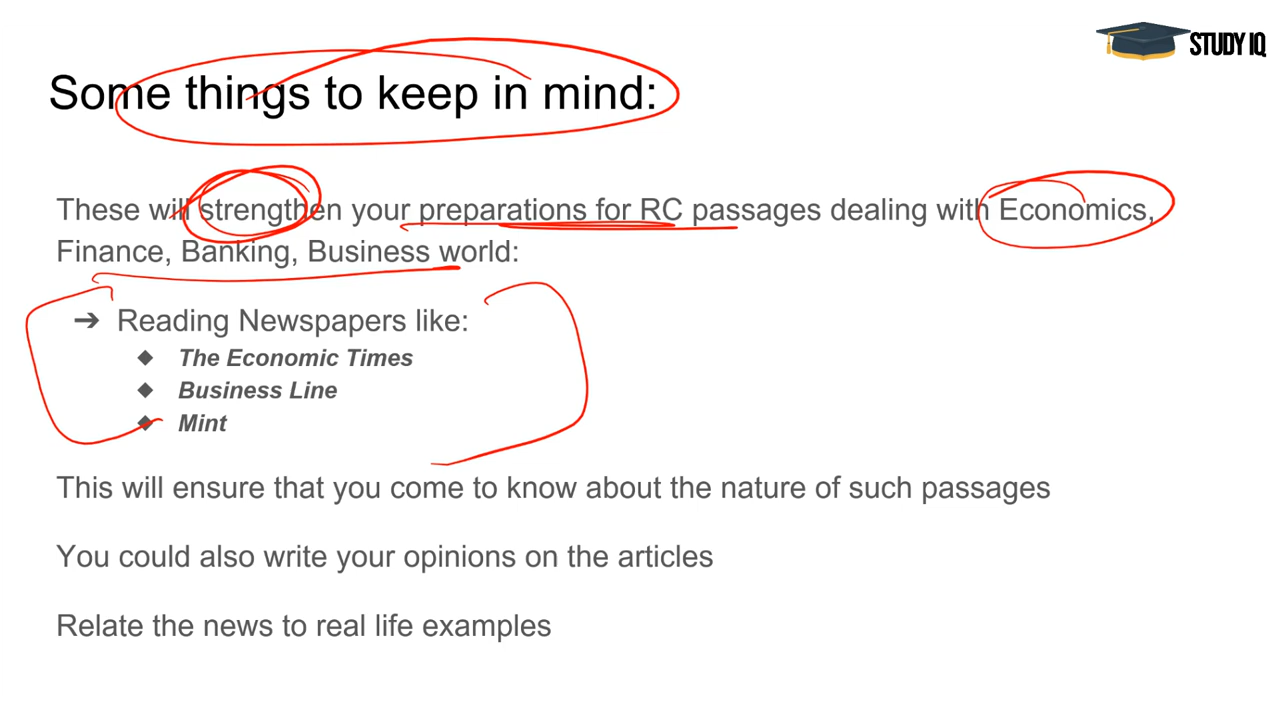 STUDY IQ
Some things to keep in mind:
These will strengthen your preparations for RC passages dealing with Economics,
Finance, Banking, Business world:
➔ Reading Newspapers like:
◆ The Economic Times
◆ Business Line
◆ Mint
This will ensure that you come to know about the nature of such passages
You could also write your opinions on the articles
Relate the news to real life examples